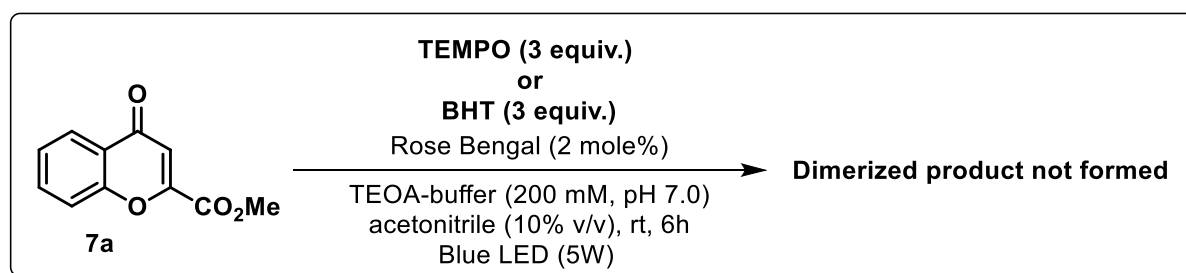 TEMPO (3 equiv.)
or
BHT (3 equiv.)
Rose Bengal (2 mole%)
TEOA-buffer (200 mM, pH 7.0)
acetonitrile (10% v/v), rt, 6h
Blue LED (5W)
O
O
CO2Me
7a
Dimerized product not formed